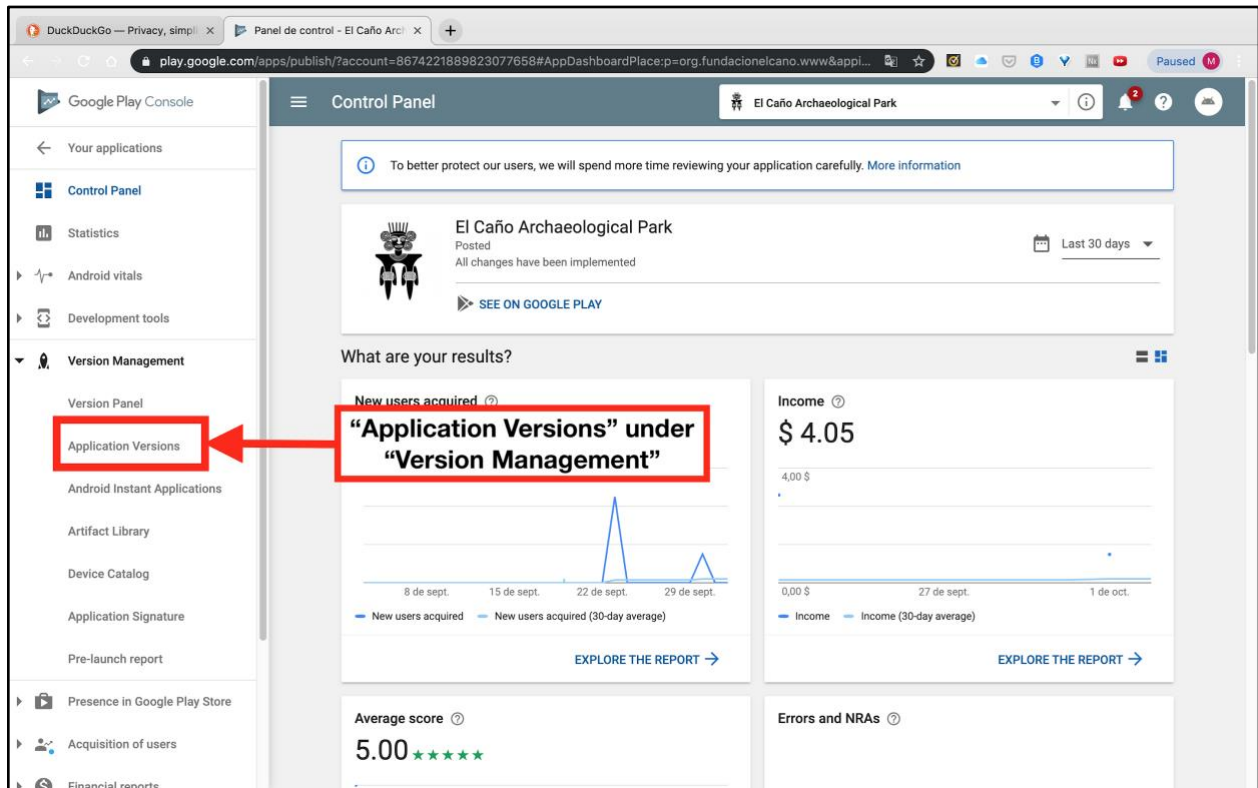 DuckDuckGo — Privacy, simpli
Panel de control - El Caño Arc
play.google.com/apps/publish/?account=8674221889823077658#AppDashboardPlace:p=org.fundacionelcano.www&appi...
Paused M
Google Play Console
Control Panel
El Caño Archaeological Park
2
Your applications
Control Panel
Statistics
Android vitals
Development tools
Version Management
Version Panel
Application Versions
Android Instant Applications
Artifact Library
Device Catalog
Application Signature
Pre-launch report
Presence in Google Play Store
Acquisition of users
Financial reports
To better protect our users, we will spend more time reviewing your application carefully. More information
El Caño Archaeological Park
Posted
All changes have been implemented
Last 30 days
SEE ON GOOGLE PLAY
What are your results?
New users acquired
“Application Versions” under
“Version Management”
8 de sept. 15 de sept. 22 de sept. 29 de sept.
New users acquired New users acquired (30-day average)
EXPLORE THE REPORT
Income
$ 4.05
4,00 $
0,00 $ 27 de sept. 1 de oct.
Income Income (30-day average)
EXPLORE THE REPORT
Average score
5.00
Errors and NRAs